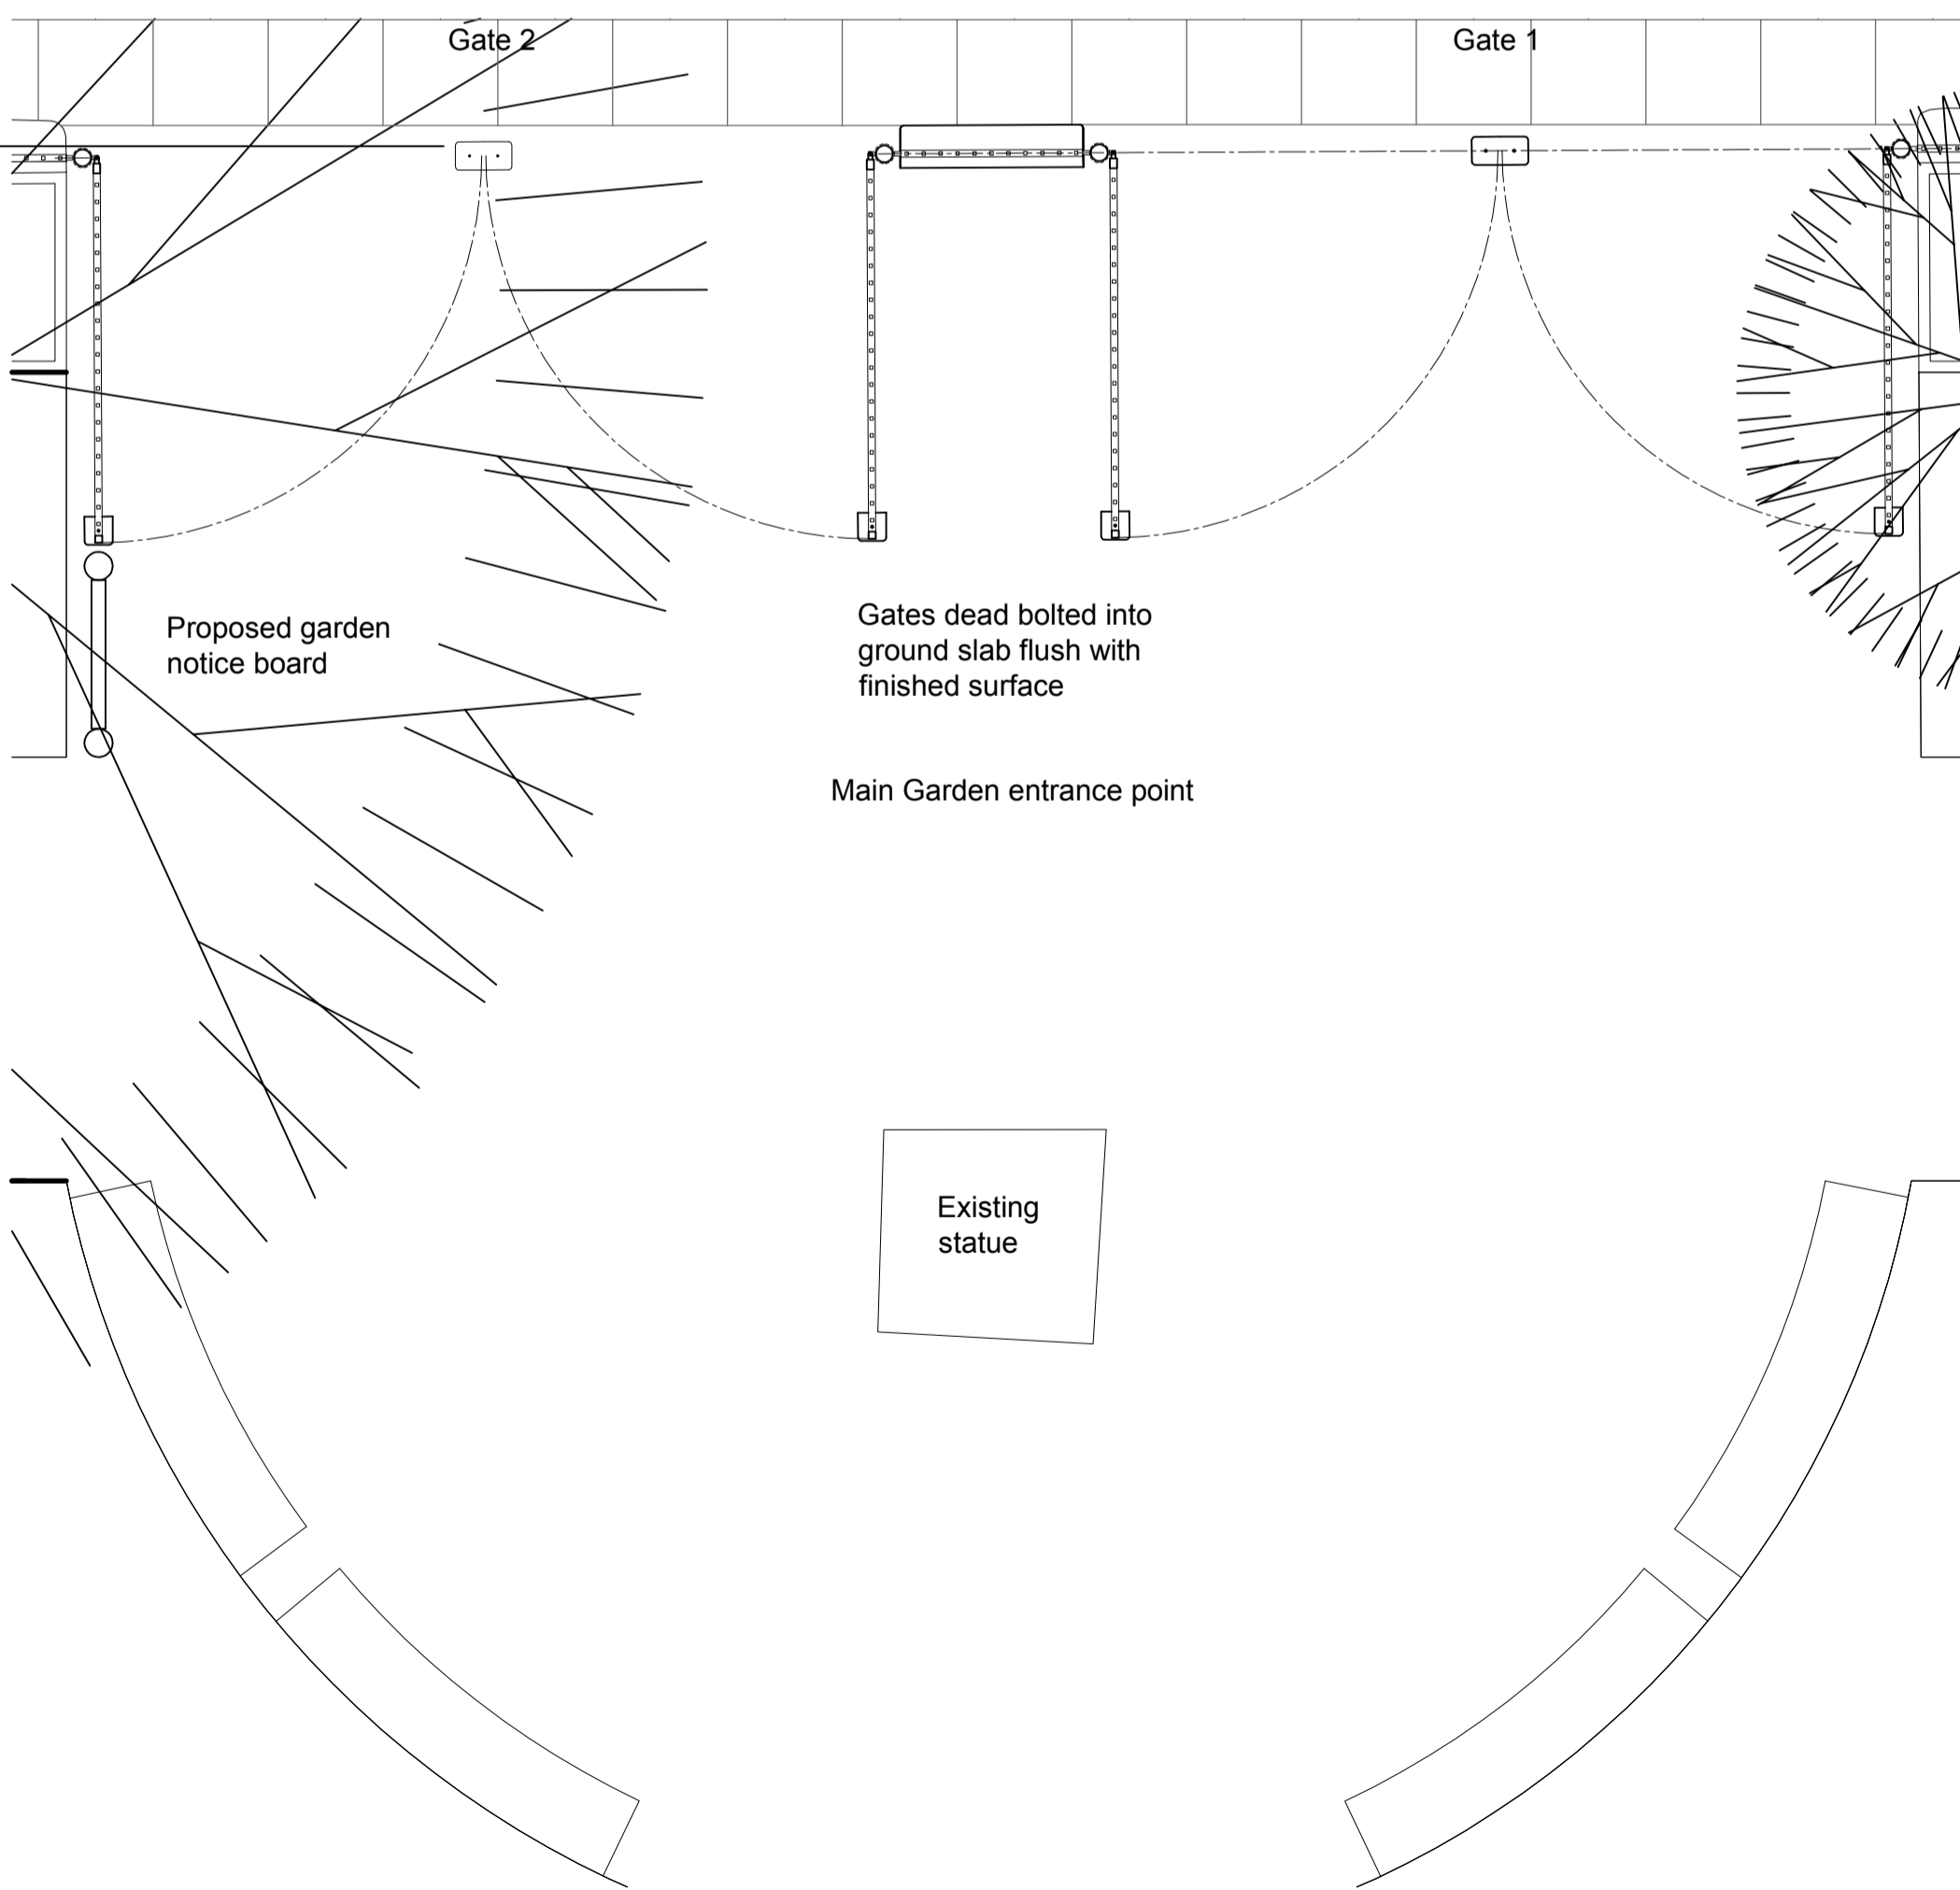 Gate 2
Gate 1
Proposed garden
notice board
Gates dead bolted into
ground slab flush with
finished surface
Main Garden entrance point
Existing
statue